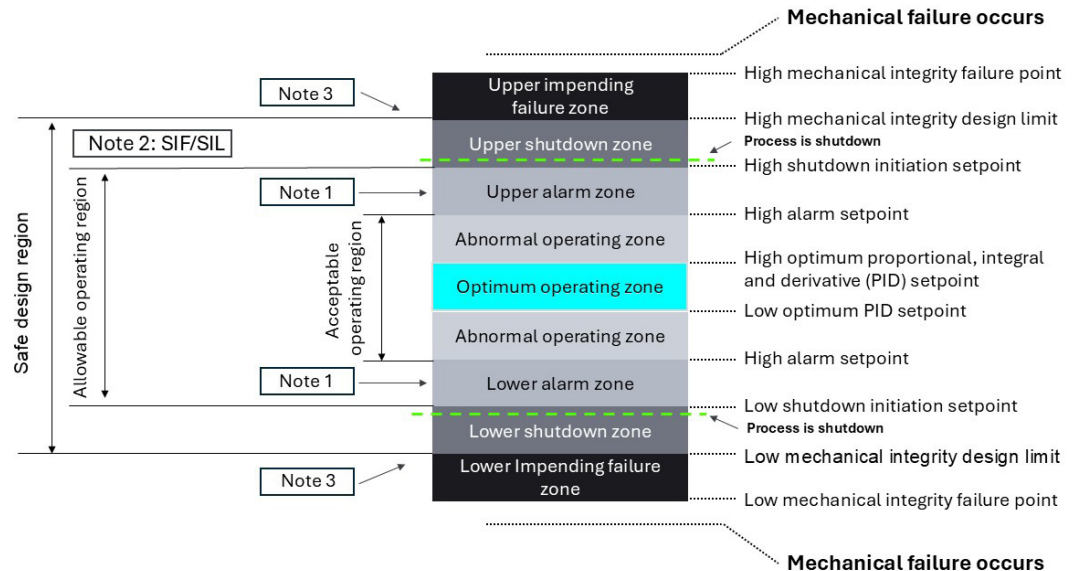 Mechanical failure occurs
High mechanical integrity failure point
Upper impending
failure zone
Note 3
High mechanical integrity design limit
Process is shutdown
Note 2: SIF/SIL
Upper shutdown zone
High shutdown initiation setpoint
Note 1
Upper alarm zone
High alarm setpoint
Abnormal operating zone
High optimum proportional, integral
and derivative (PID) setpoint
Safe design region
Allowable operating region
Acceptable
operating region
Optimum operating zone
Low optimum PID setpoint
Abnormal operating zone
High alarm setpoint
Note 1
Lower alarm zone
Low shutdown initiation setpoint
Process is shutdown
Lower shutdown zone
Low mechanical integrity design limit
Note 3
Lower Impending failure
zone
Low mechanical integrity failure point
Mechanical failure occurs